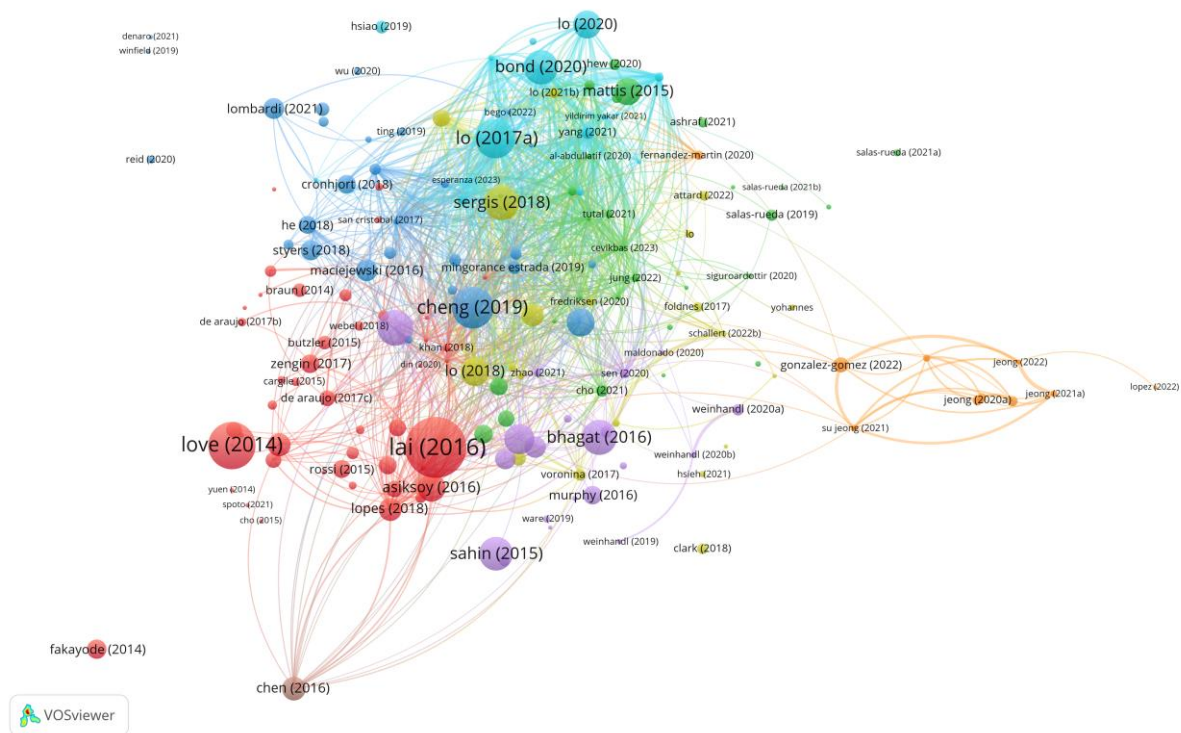 lo (2020)
hsiao (2019)
denaro (2021)
winfield (2019)
wu (2020)
bond (2020)
hew (2020)
mattis (2015)
lo (2021b)
lombardi (2021)
bego (2022)
yildirim yakar (2021)
ashraf (2021)
ting (2019)
lo (2017a)
yang (2021)
al-abdullatif (2020)
fernandez-martin (2020)
salas-rueda (2021a)
reid (2020)
cronhjort (2018)
esperanza (2023)
salas-rueda (2021b)
attard (2022)
sergis (2018)
san cristobal (2017)
tutal (2021)
salas-rueda (2019)
he (2018)
lo
styers (2018)
cevikbas (2023)
maciejewski (2016)
mingorance estrada (2019)
jung (2022)
siguroardottir (2020)
braun (2014)
cheng (2019)
fredriksen (2020)
foldnes (2017)
yohannes
de araujo (2017b)
webel (2018)
schallert (2022b)
butzler (2015)
khan (2018)
maldonado (2020)
zengin (2017)
din (2020)
lo (2018)
zhao (2021)
sen (2020)
gonzalez-gomez (2022)
jeong (2022)
cargile (2015)
lopez (2022)
de araujo (2017c)
cho (2021)
jeong (2020a)
jeong (2021a)
weinhandl (2020a)
su jeong (2021)
love (2014)
lai (2016)
bhagat (2016)
weinhandl (2020b)
rossi (2015)
voronina (2017)
hsieh (2021)
asiksoy (2016)
yuen (2014)
murphy (2016)
spoto (2021)
lopes (2018)
cho (2015)
ware (2019)
weinhandl (2019)
clark (2018)
sahin (2015)
fakayode (2014)
chen (2016)
VOSviewer